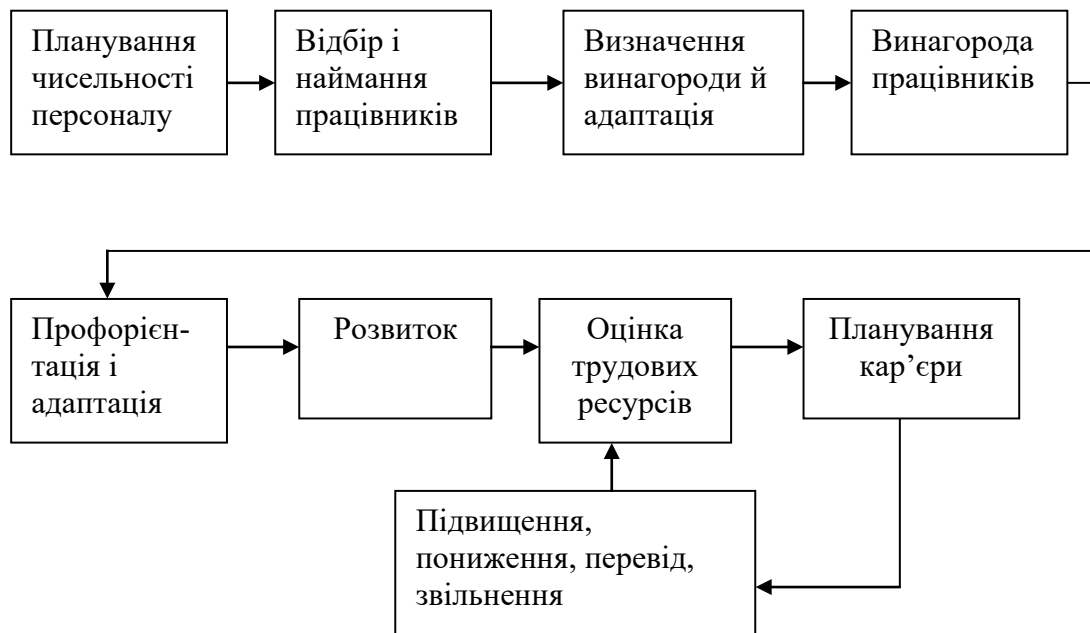 Планування
чисельності
персоналу
Відбір і
наймання
працівників
Визначення
винагороди й
адаптація
Винагорода
працівників
Профорієн-
тація і
адаптація
Розвиток
Оцінка
трудових
ресурсів
Планування
кар’єри
Підвищення,
пониження, перевід,
звільнення